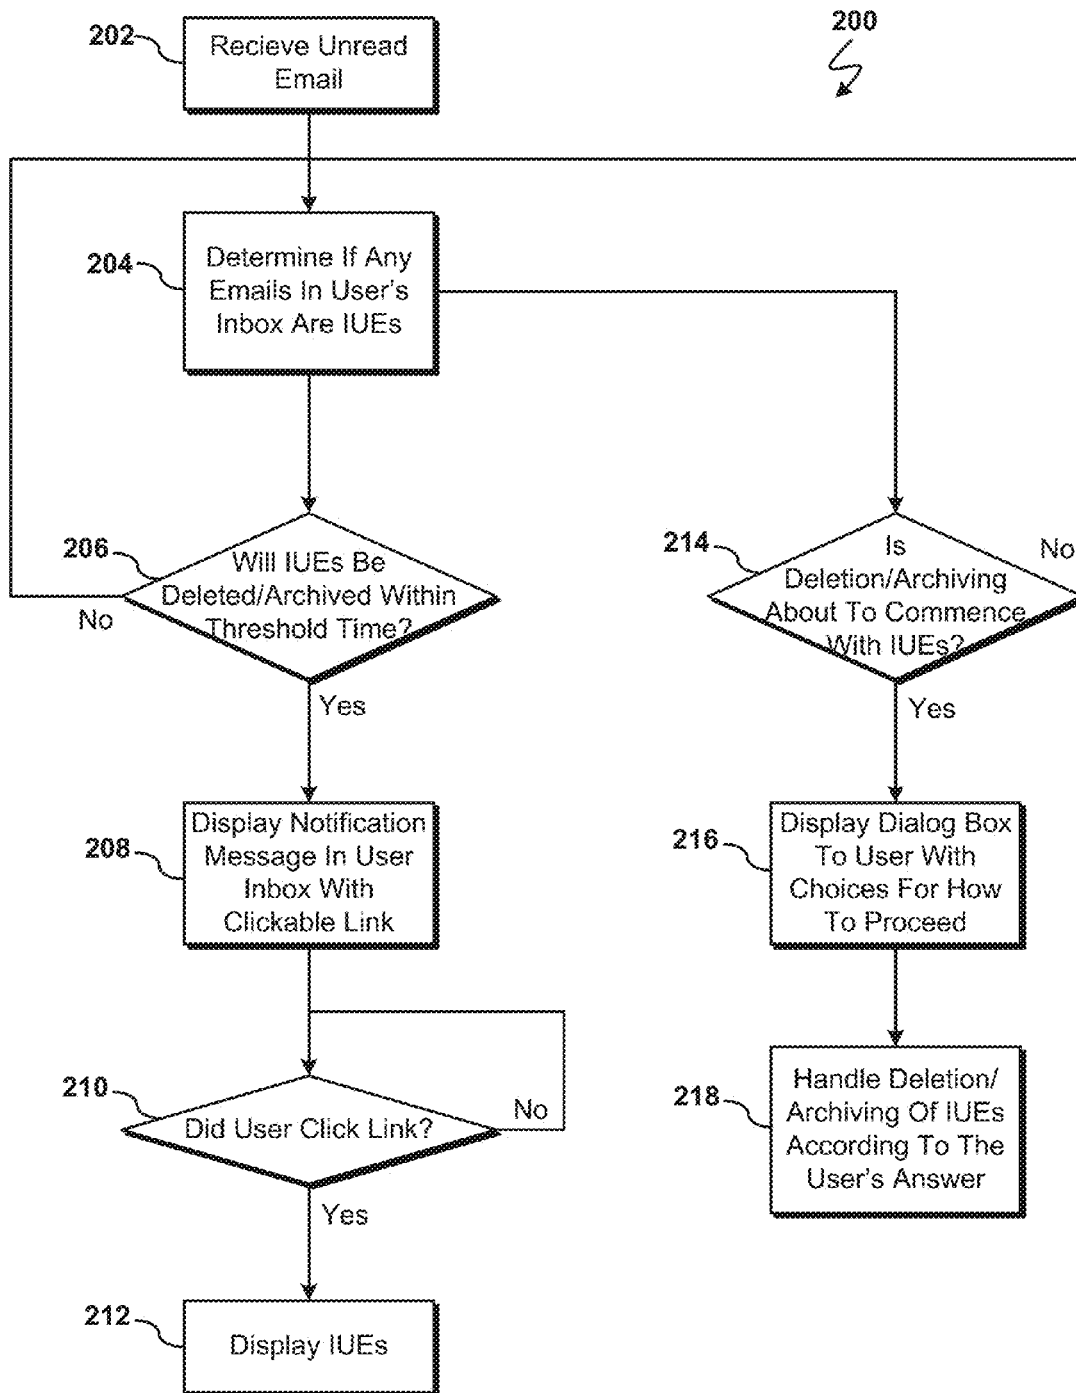 202
Recieve Unread
Email
200
204
Determine If Any
Emails In User's
Inbox Are IUEs
206
Will IUEs Be
Deleted/Archived Within
Threshold Time?
No
Yes
214
Is
Deletion/Archiving
About To Commence
With IUEs?
No
Yes
208
Display Notification
Message In User
Inbox With
Clickable Link
216
Display Dialog Box
To User With
Choices For How
To Proceed
210
Did User Click Link?
No
Yes
218
Handle Deletion/
Archiving Of IUEs
According To The
User's Answer
212
Display IUEs